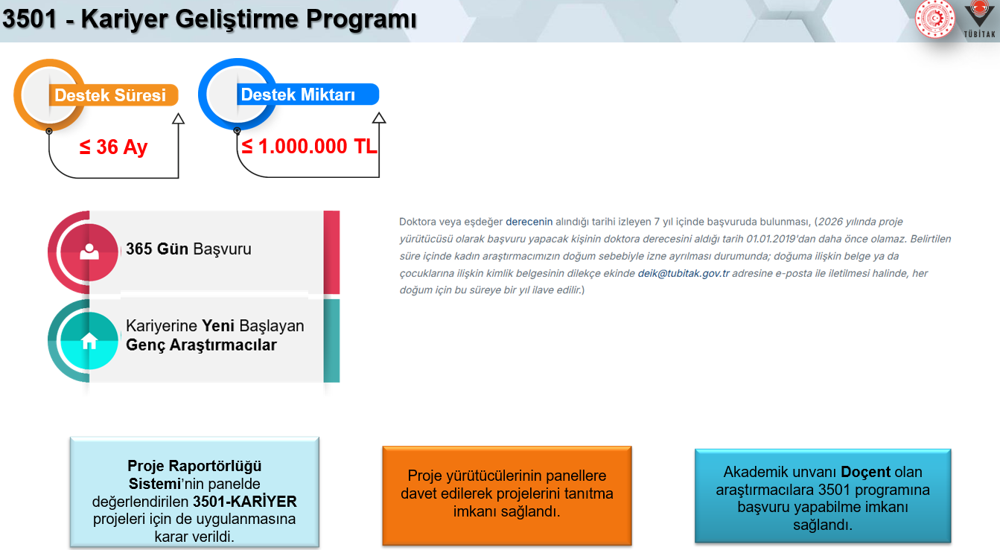 3501 - Kariyer Geliştirme Programı
TÜBİTAK
Destek Süresi
Destek Miktarı
≤ 36 Ay
≤ 1.000.000 TL
365 Gün Başvuru
Kariyerine Yeni Başlayan
Genç Araştırmacılar
Doktora veya eşdeğer derecenin alındığı tarihi izleyen 7 yıl içinde başvuruda bulunması, (2026 yılında proje
yürütücüsü olarak başvuru yapacak kişinin doktora derecesini aldığı tarih 01.01.2019'dan daha önce olamaz. Belirtilen
süre içinde kadın araştırmacımızın doğum sebebiyle izne ayrılması durumunda; doğuma ilişkin belge ya da
çocuklarına ilişkin kimlik belgesinin dilekçe ekinde deik@tubitak.gov.tr adresine e-posta ile iletilmesi halinde, her
doğum için bu süreye bir yıl ilave edilir.)
Proje Raportörlüğü
Sistemi’nin panelde
değerlendirilen 3501-KARİYER
projeleri için de uygulanmasına
karar verildi.
Proje yürütücülerinin panellere
davet edilerek projelerini tanıtma
imkanı sağlandı.
Akademik unvanı Doçent olan
araştırmacılara 3501 programına
başvuru yapabilme imkanı
sağlandı.